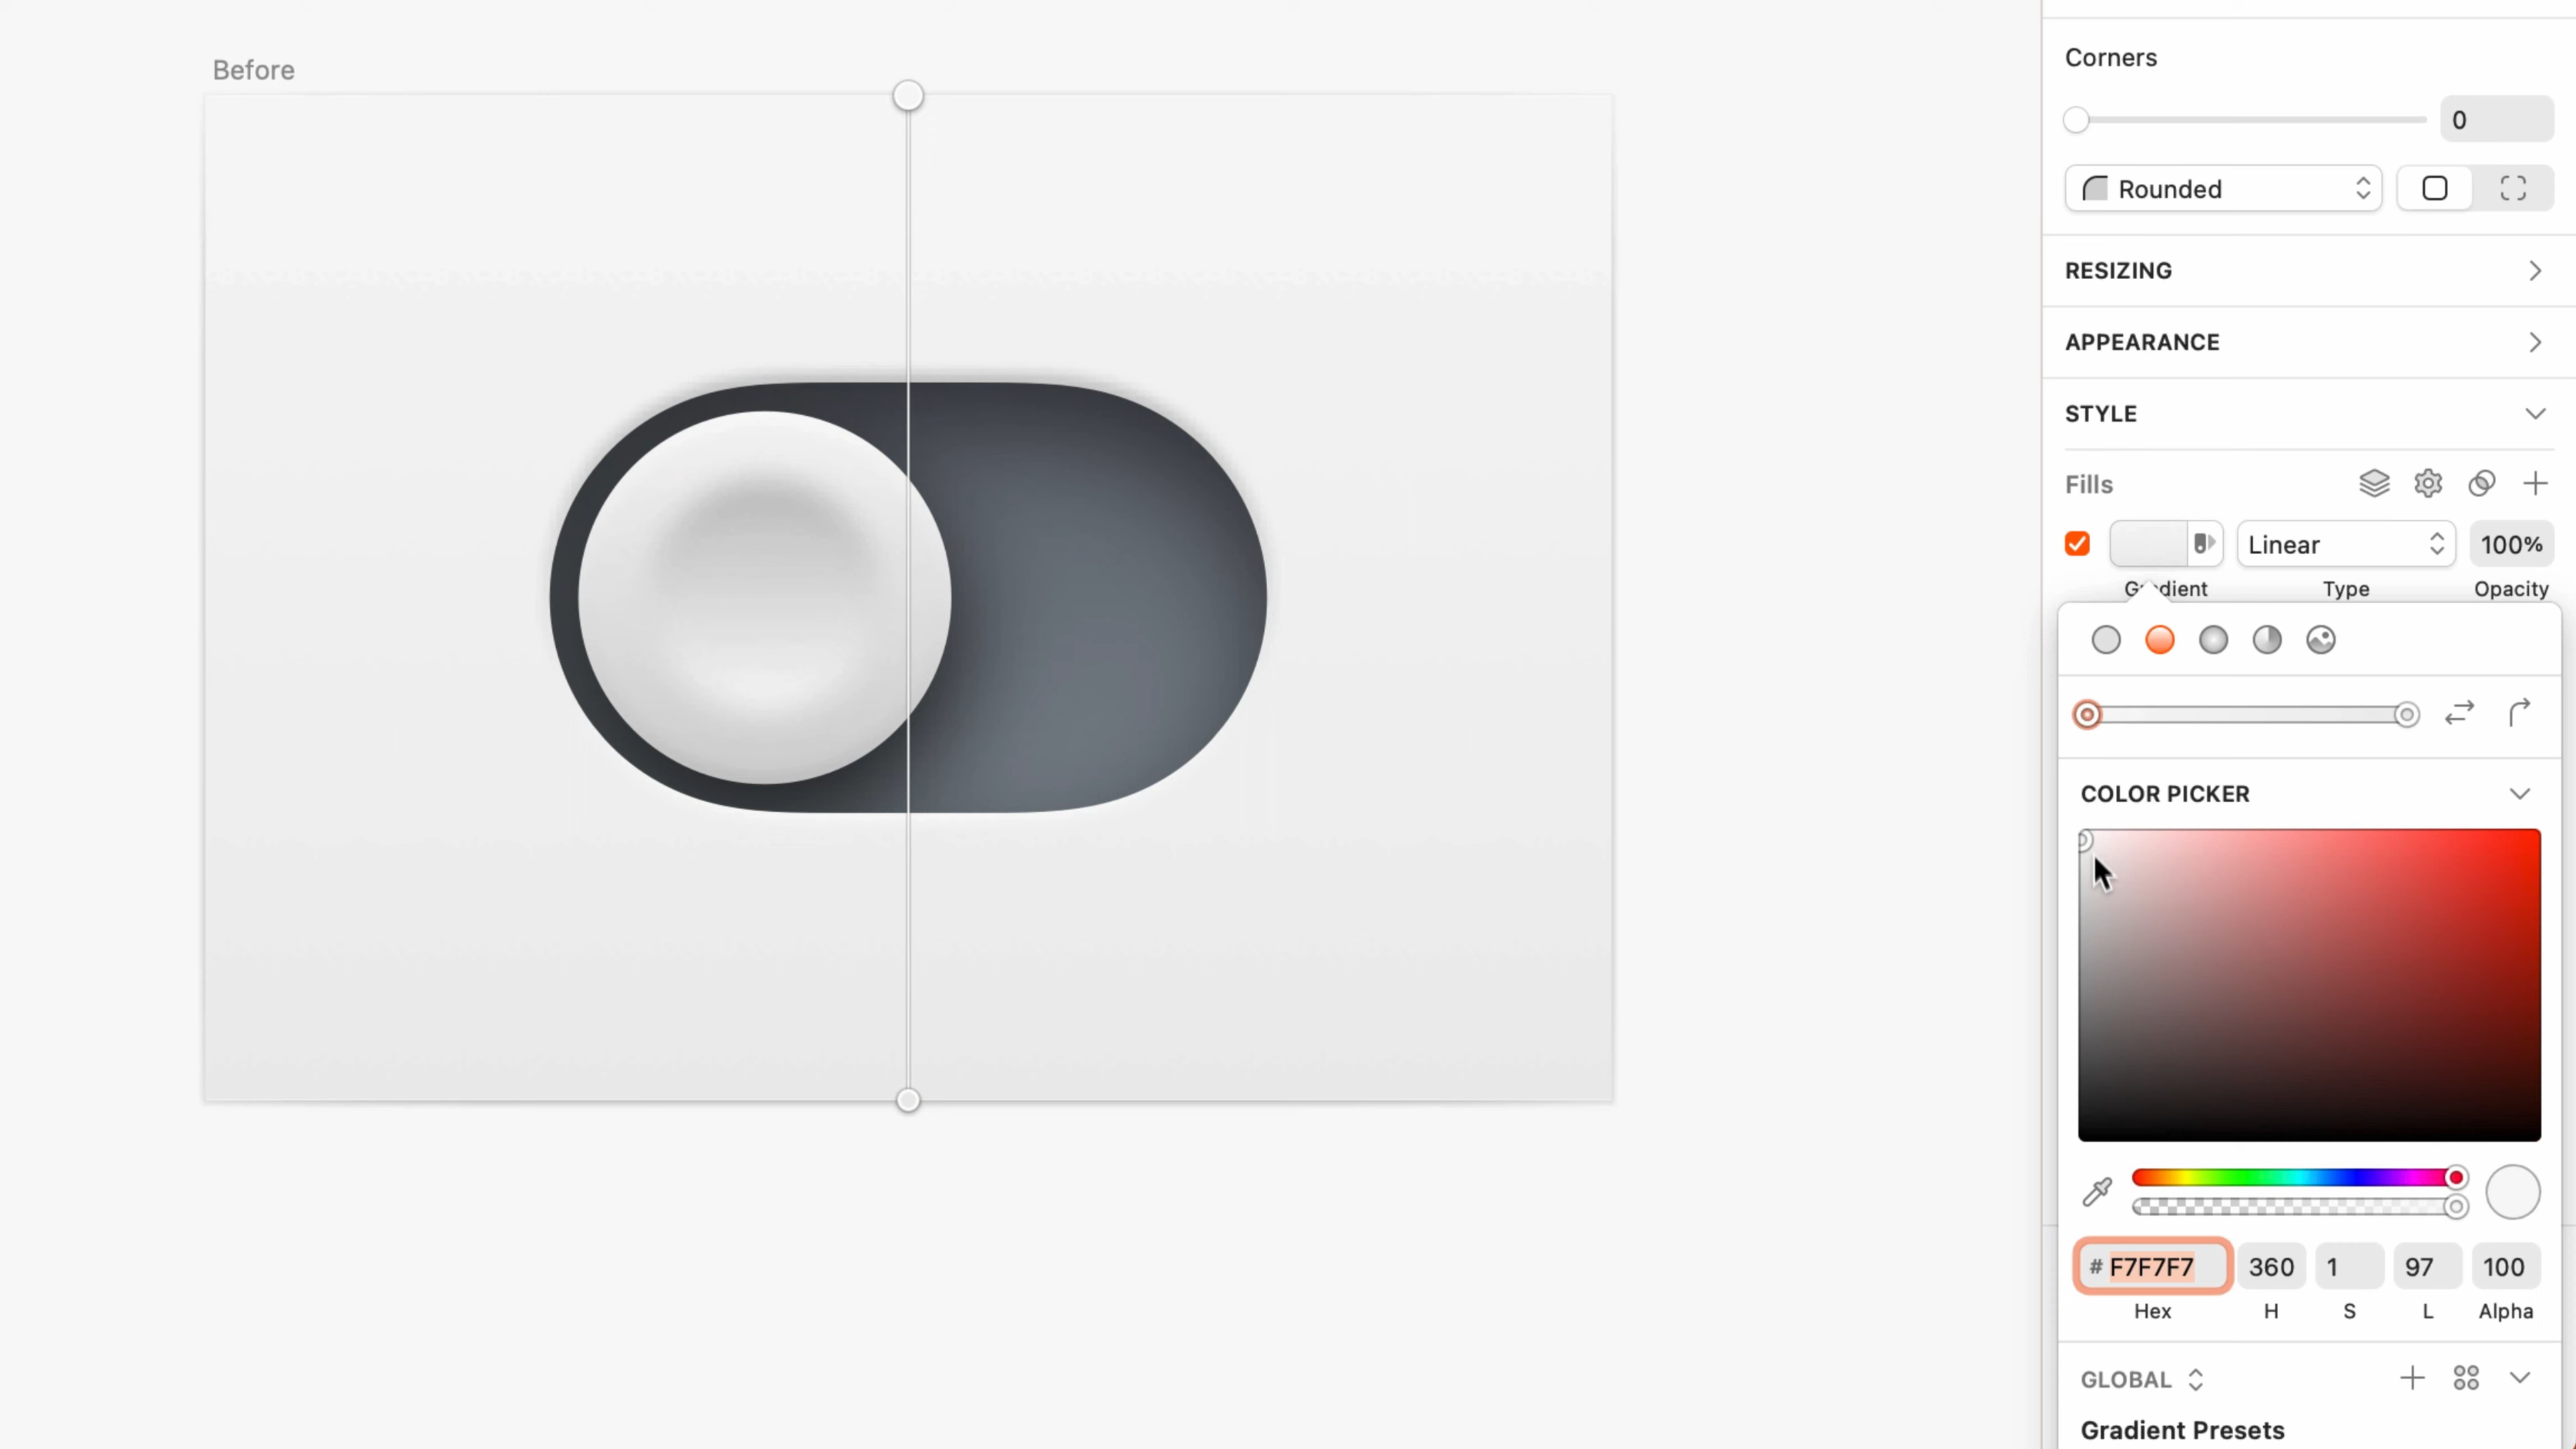 Before
Corners
0
Rounded
RESIZING
APPEARANCE
STYLE
Fills
Linear
100%
Gradient
Type
Opacity
COLOR PICKER
# F7F7F7
360
1
97
100
Hex
H
S
L
Alpha
GLOBAL
Gradient Presets